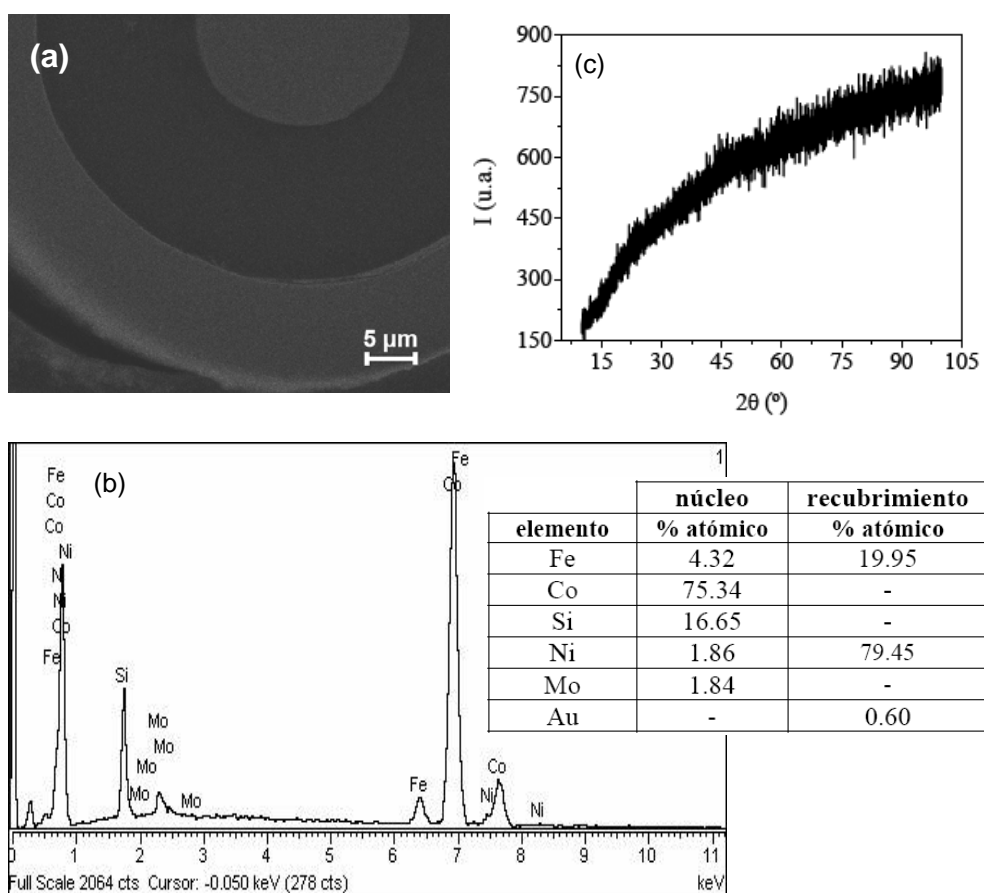 (a)
5 µm
(c)
900
750
600
450
300
150
I (u.a.)
15 30 45 60 75 90 105
2θ (º)
(b)
1
Fe
Co
Co
Ni
Ni
Co
Fe
Si
Mo
Mo
Mo
Mo
Mo
Fe
Fe
Co
Co
Ni
Ni
0 1 2 3 4 5 6 7 8 9 10 11
Full Scale 2064 cts Cursor: -0.050 keV (278 cts) keV
núcleo recubrimiento
elemento % atómico % atómico
Fe 4.32 19.95
Co 75.34 -
Si 16.65 -
Ni 1.86 79.45
Mo 1.84 -
Au - 0.60